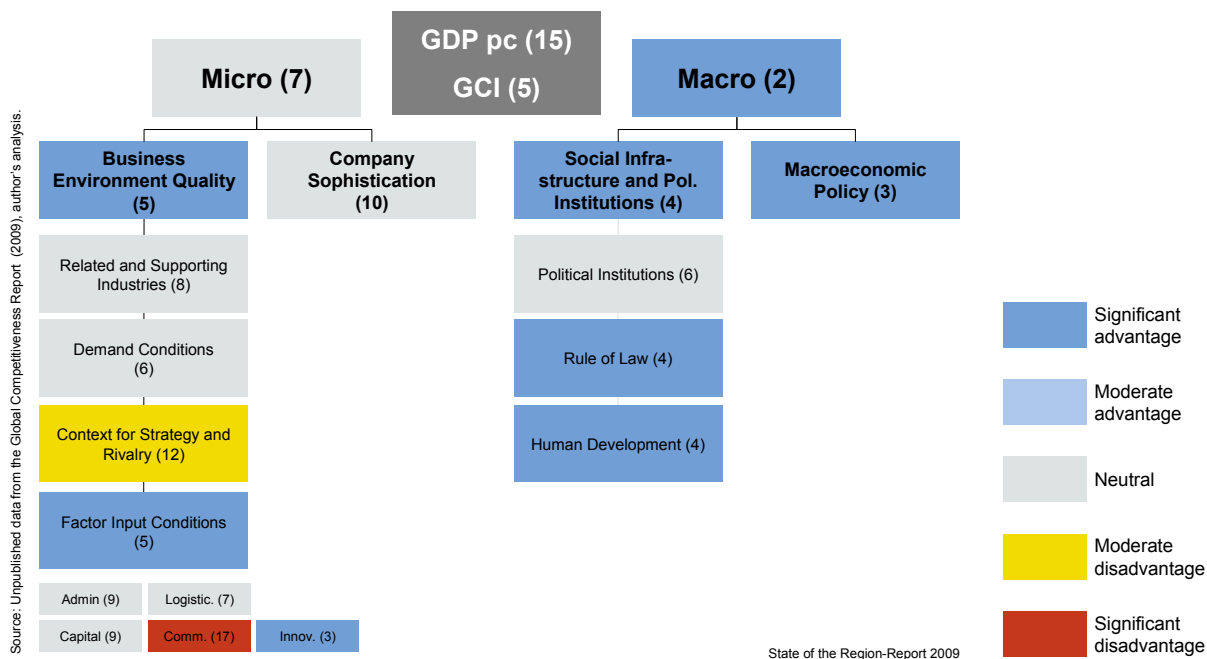 GDP pc (15)
GCI (5)
Micro (7)
Macro (2)
Business
Environment Quality
(5)
Company
Sophistication
(10)
Social Infra-
structure and Pol.
Institutions (4)
Macroeconomic
Policy (3)
Related and Supporting
Industries (8)
Political Institutions (6)
Demand Conditions
(6)
Rule of Law (4)
Context for Strategy and
Rivalry (12)
Human Development (4)
Factor Input Conditions
(5)
Admin (9)
Logistic. (7)
Capital (9)
Comm. (17)
Innov. (3)
Significant
advantage
Moderate
advantage
Neutral
Moderate
disadvantage
Significant
disadvantage
Source: Unpublished data from the Global Competitiveness Report (2009), author's analysis.
State of the Region-Report 2009